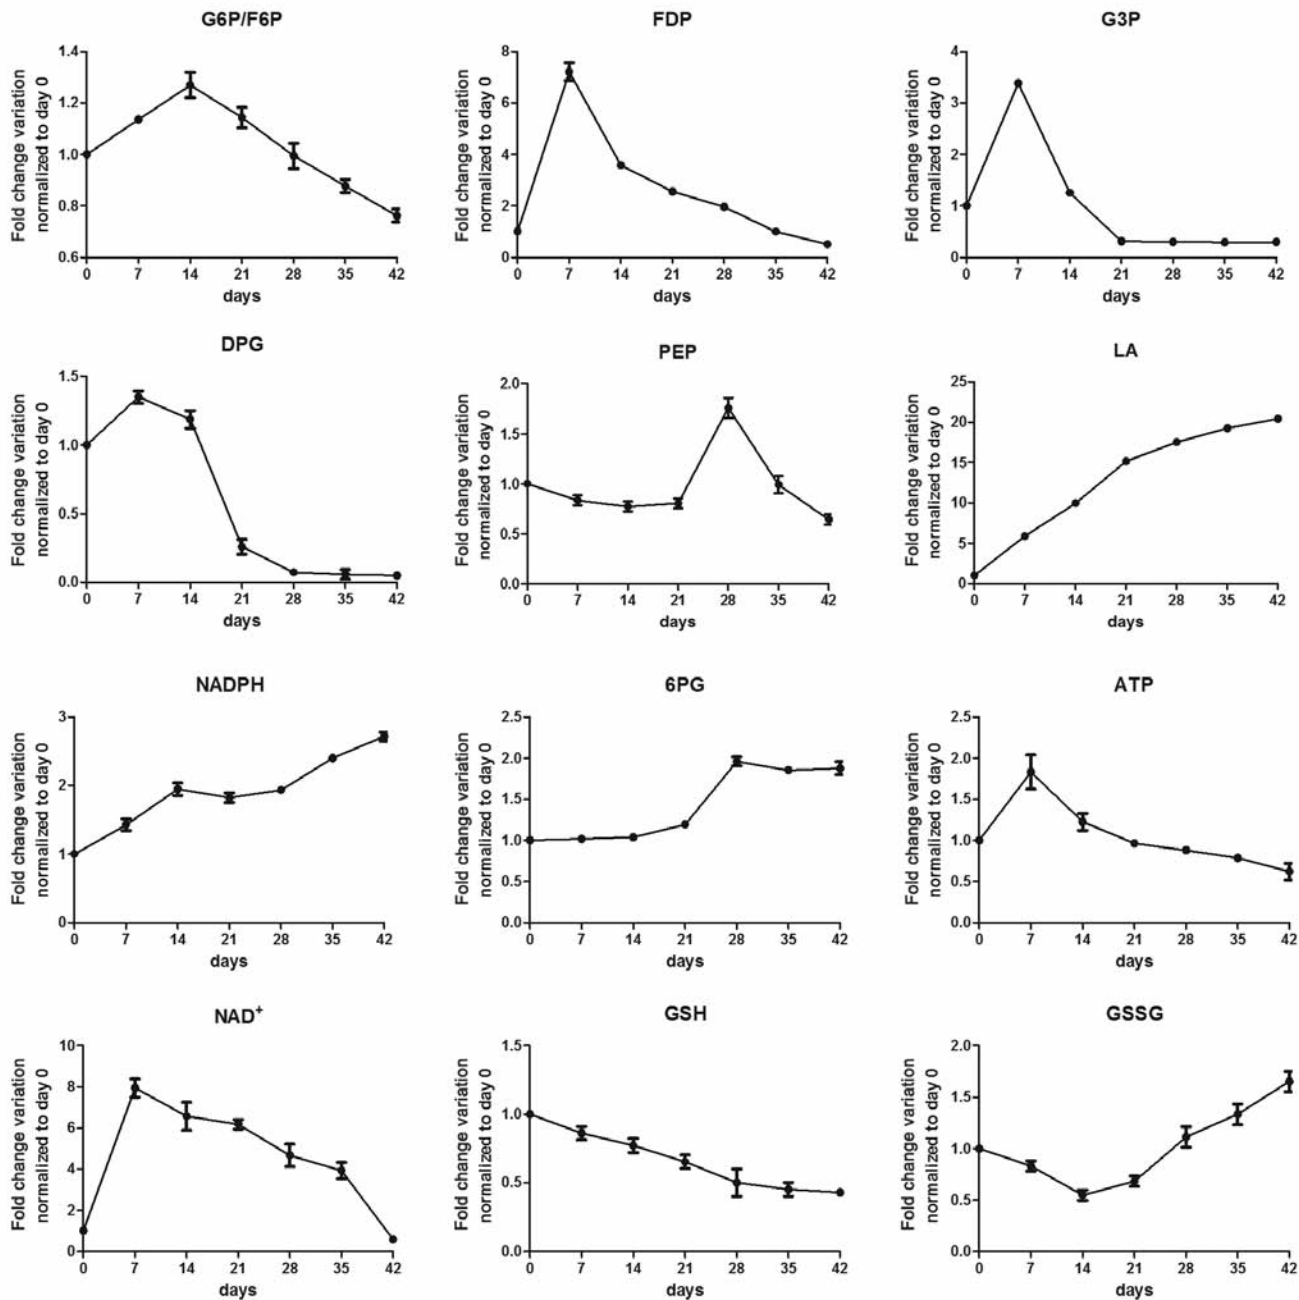 G6P/F6P
Fold change variation
normalized to day 0
1.4
1.2
1.0
0.8
0.6
0 7 14 21 28 35 42
days
FDP
Fold change variation
normalized to day 0
8
6
4
2
0
0 7 14 21 28 35 42
days
G3P
Fold change variation
normalized to day 0
4
3
2
1
0
0 7 14 21 28 35 42
days
DPG
Fold change variation
normalized to day 0
1.5
1.0
0.5
0.0
0 7 14 21 28 35 42
days
PEP
Fold change variation
normalized to day 0
2.0
1.5
1.0
0.5
0.0
0 7 14 21 28 35 42
days
LA
Fold change variation
normalized to day 0
25
20
15
10
5
0
0 7 14 21 28 35 42
days
NADPH
Fold change variation
normalized to day 0
3
2
1
0
0 7 14 21 28 35 42
days
6PG
Fold change variation
normalized to day 0
2.5
2.0
1.5
1.0
0.5
0.0
0 7 14 21 28 35 42
days
ATP
Fold change variation
normalized to day 0
2.5
2.0
1.5
1.0
0.5
0.0
0 7 14 21 28 35 42
days
NAD⁺
Fold change variation
normalized to day 0
10
8
6
4
2
0
0 7 14 21 28 35 42
days
GSH
Fold change variation
normalized to day 0
1.5
1.0
0.5
0.0
0 7 14 21 28 35 42
days
GSSG
Fold change variation
normalized to day 0
2.0
1.5
1.0
0.5
0.0
0 7 14 21 28 35 42
days